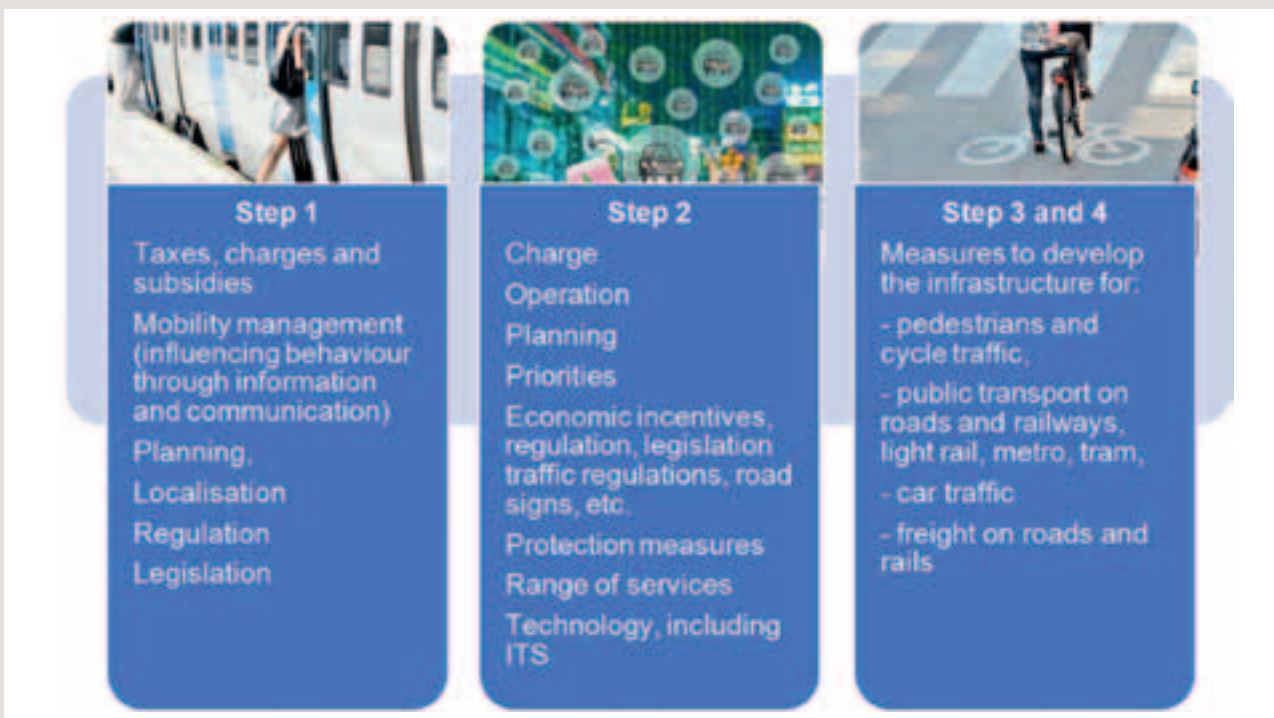 Step 1
Taxes, charges and
subsidies
Mobility management
(influencing behaviour
through information
and communication)
Planning,
Localisation
Regulation
Legislation
Step 2
Charge
Operation
Planning
Priorities
Economic incentives,
regulation, legislation
traffic regulations, road
signs, etc.
Protection measures
Range of services
Technology, including
ITS
Step 3 and 4
Measures to develop
the infrastructure for:
- pedestrians and
cycle traffic,
- public transport on
roads and railways,
light rail, metro, tram,
- car traffic
- freight on roads and
rails